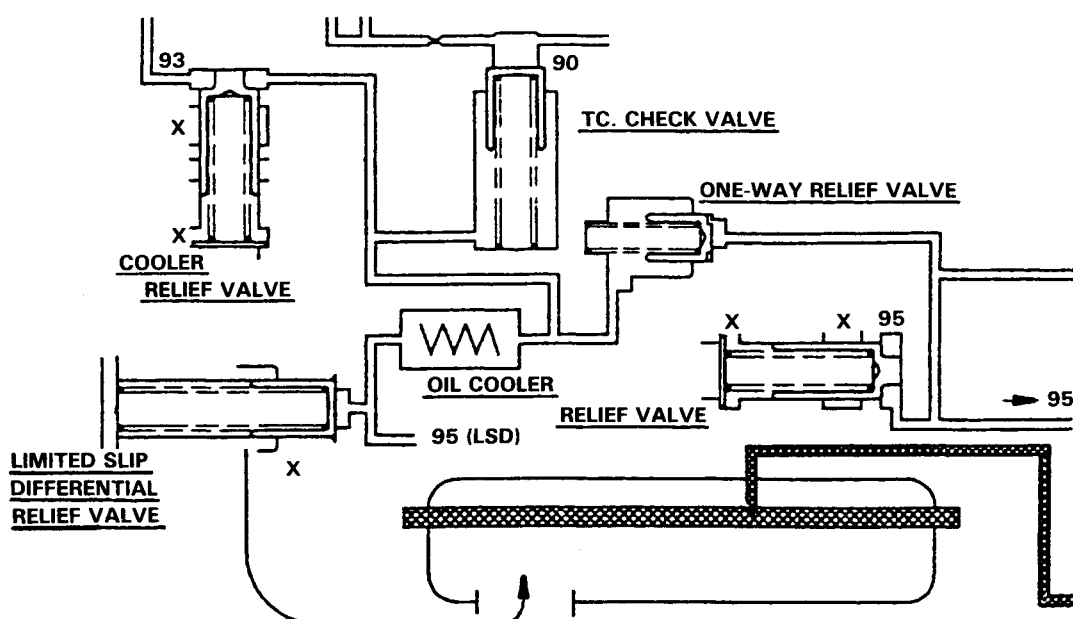 93
90
X
TC. CHECK VALVE
X
COOLER
RELIEF VALVE
ONE-WAY RELIEF VALVE
X
X
95
OIL COOLER
RELIEF VALVE
95
95 (LSD)
X
LIMITED SLIP
DIFFERENTIAL
RELIEF VALVE